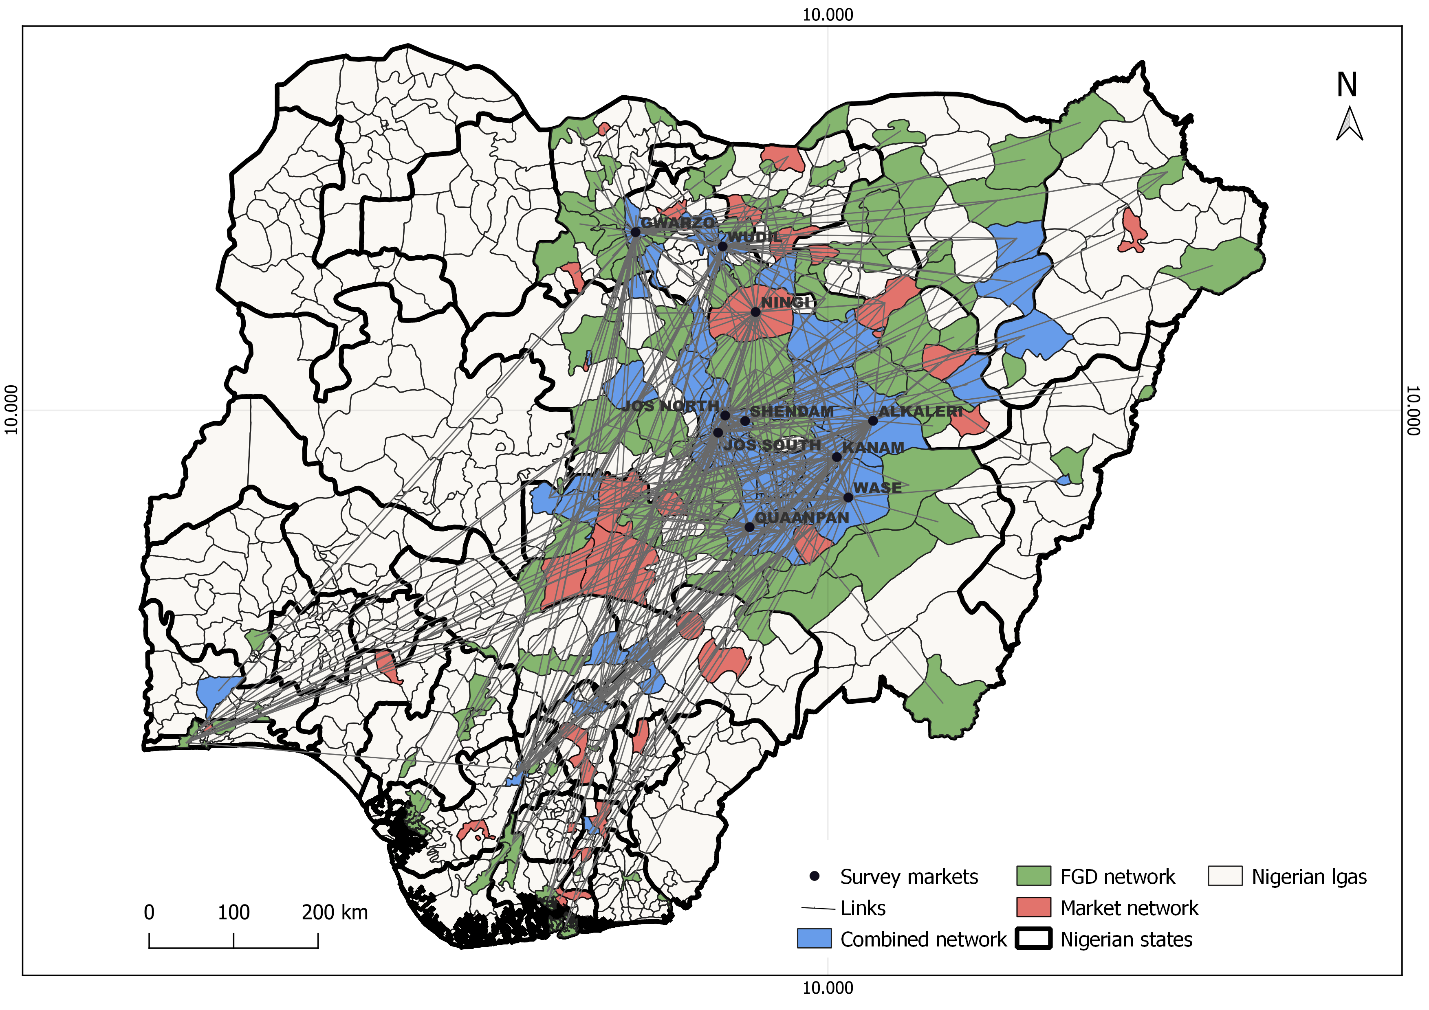 10.000
N
GWARZO
WUDIL
NINGI
10.000
10.000
JOS NORTH
SHENDAM
ALKALERI
JOS SOUTH
KANAM
WASE
QUAANPAN
Survey markets
FGD network
Nigerian lgas
0 100 200 km
Links
Market network
Combined network
Nigerian states
10.000